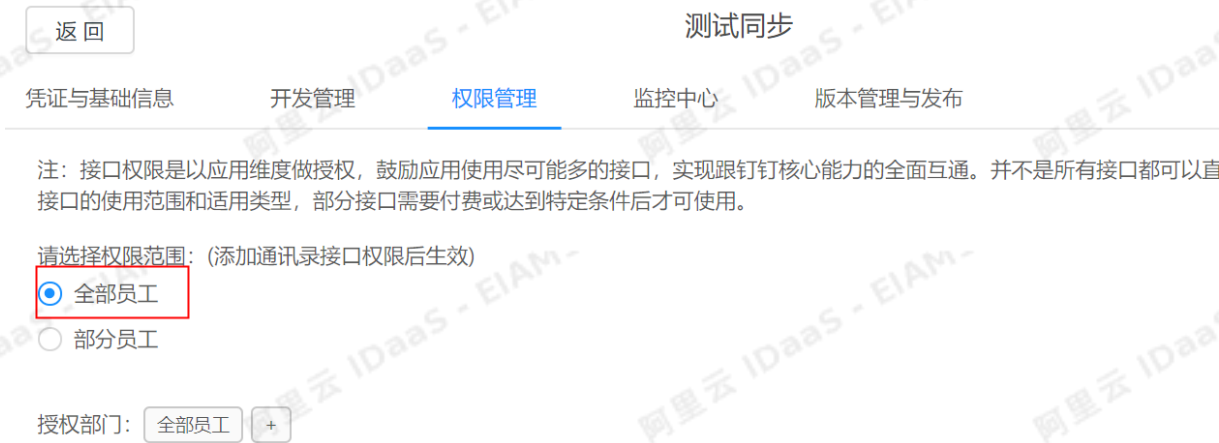 返 回
测试同步
凭证与基础信息 开发管理 权限管理 监控中心 版本管理与发布
注：接口权限是以应用维度做授权，鼓励应用使用尽可能多的接口，实现跟钉钉核心能力的全面互通。并不是所有接口都可以直
接口的使用范围和适用类型，部分接口需要付费或达到特定条件后才可使用。
请选择权限范围：(添加通讯录接口权限后生效)
全部员工
部分员工
授权部门： 全部员工 +
阿里云 IDaaS - EIAM